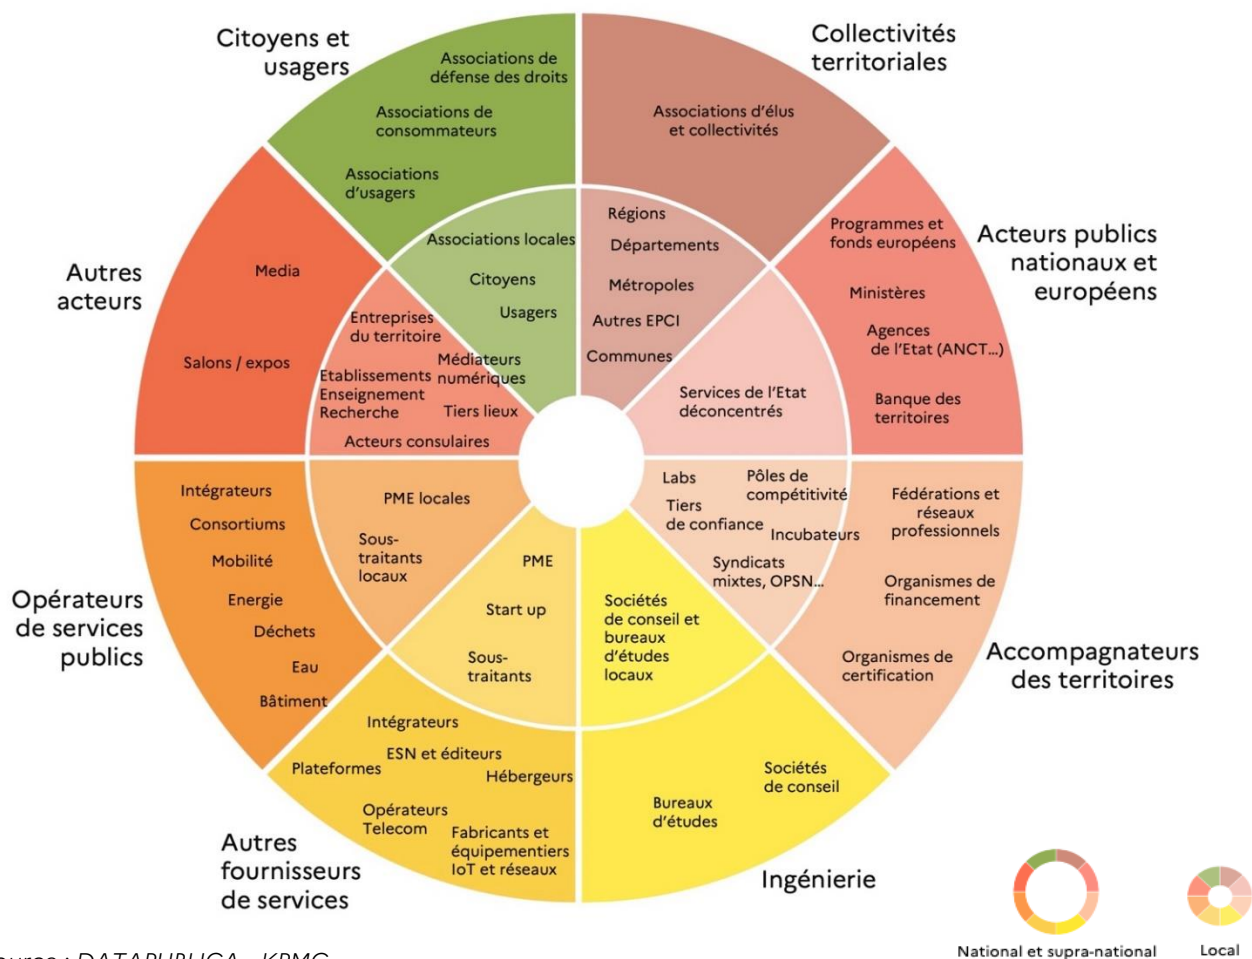 Citoyens et
usagers
Associations de
défense des droits
Associations de
consommateurs
Associations
d'usagers
Associations locales
Citoyens
Usagers
Collectivités
territoriales
Associations d'élus
et collectivités
Régions
Départements
Métropoles
Autres EPCI
Communes
Acteurs publics
nationaux et
européens
Programmes et
fonds européens
Ministères
Agences
de l'Etat (ANCT...)
Banque des
territoires
Services de l'Etat
déconcentrés
Autres
acteurs
Media
Salons / expos
Entreprises
du territoire
Médiateurs
numériques
Etablissements
Enseignement
Recherche
Tiers lieux
Acteurs consulaires
Opérateurs
de services
publics
Intégrateurs
Consortiums
Mobilité
Energie
Déchets
Eau
Bâtiment
PME locales
Sous-
traitants
locaux
Labs
Pôles de
compétitivité
Tiers
de confiance
Incubateurs
Syndicats
mixtes, OPSN...
Fédérations et
réseaux
professionnels
Organismes de
financement
Organismes de
certification
Accompagnateurs
des territoires
PME
Start up
Sous-
traitants
Intégrateurs
ESN et éditeurs
Plateformes
Hébergeurs
Opérateurs
Telecom
Fabricants et
équipementiers
IoT et réseaux
Autres
fournisseurs
de services
Sociétés
de conseil et
bureaux
d'études
locaux
Sociétés
de conseil
Bureaux
d'études
Ingénierie
National et supra-national
Local